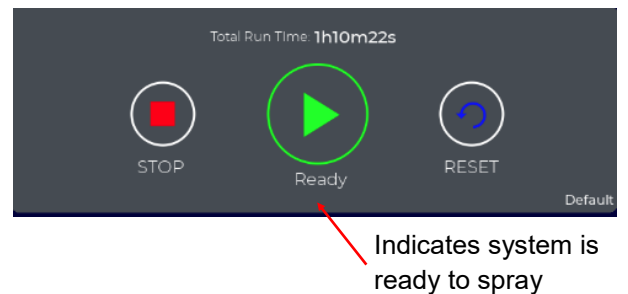 Total Run TIme: 1h10m22s
STOP
Ready
RESET
Default
Indicates system is
ready to spray